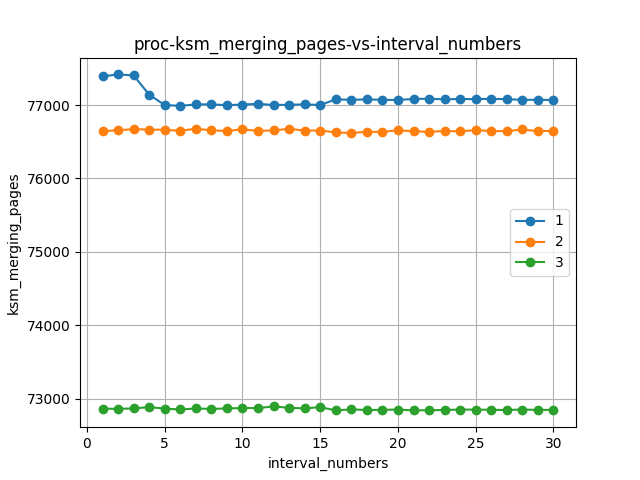 proc-ksm_merging_pages-vs-interval_numbers
ksm_merging_pages
77000
76000
75000
74000
73000
1
2
3
0 5 10 15 20 25 30
interval_numbers